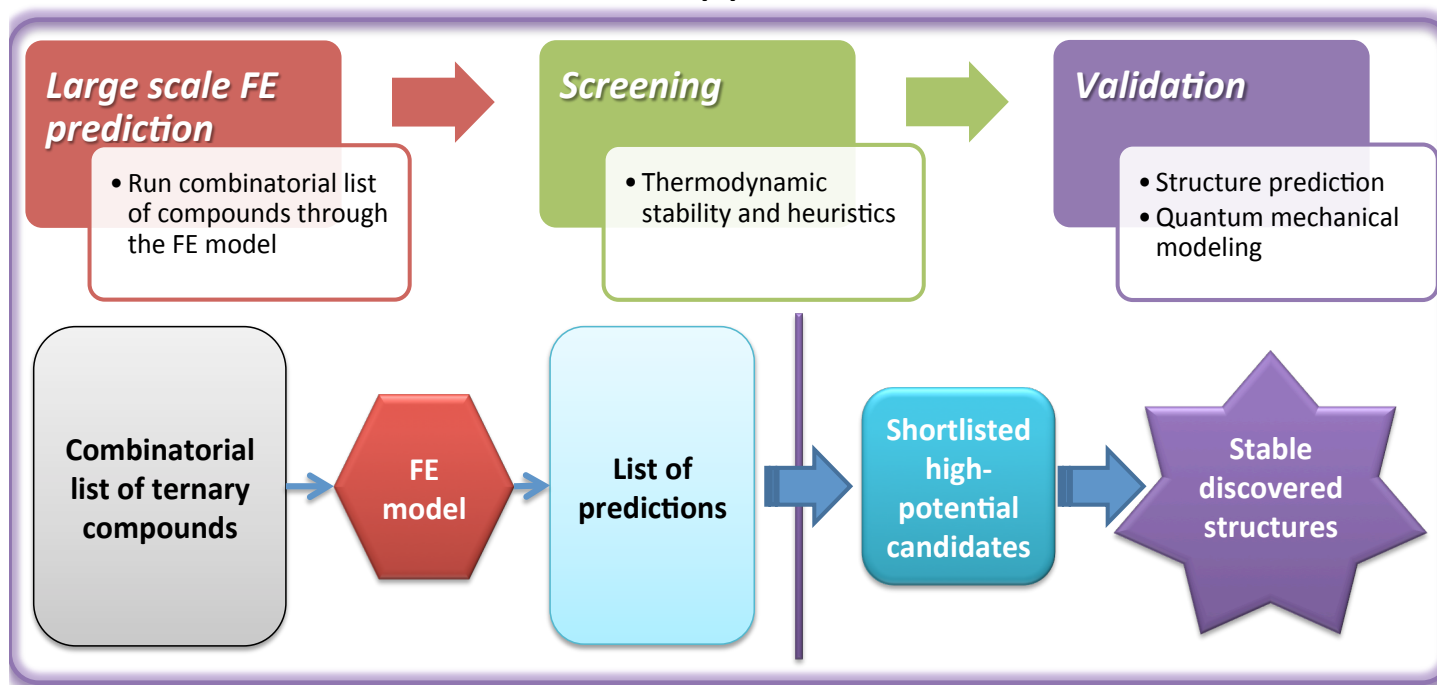 Large scale FE
prediction
• Run combinatorial list
of compounds through
the FE model
Screening
• Thermodynamic
stability and heuristics
Validation
• Structure prediction
• Quantum mechanical
modeling
Combinatorial
list of ternary
compounds
FE
model
List of
predictions
Shortlisted
high-
potential
candidates
Stable
discovered
structures